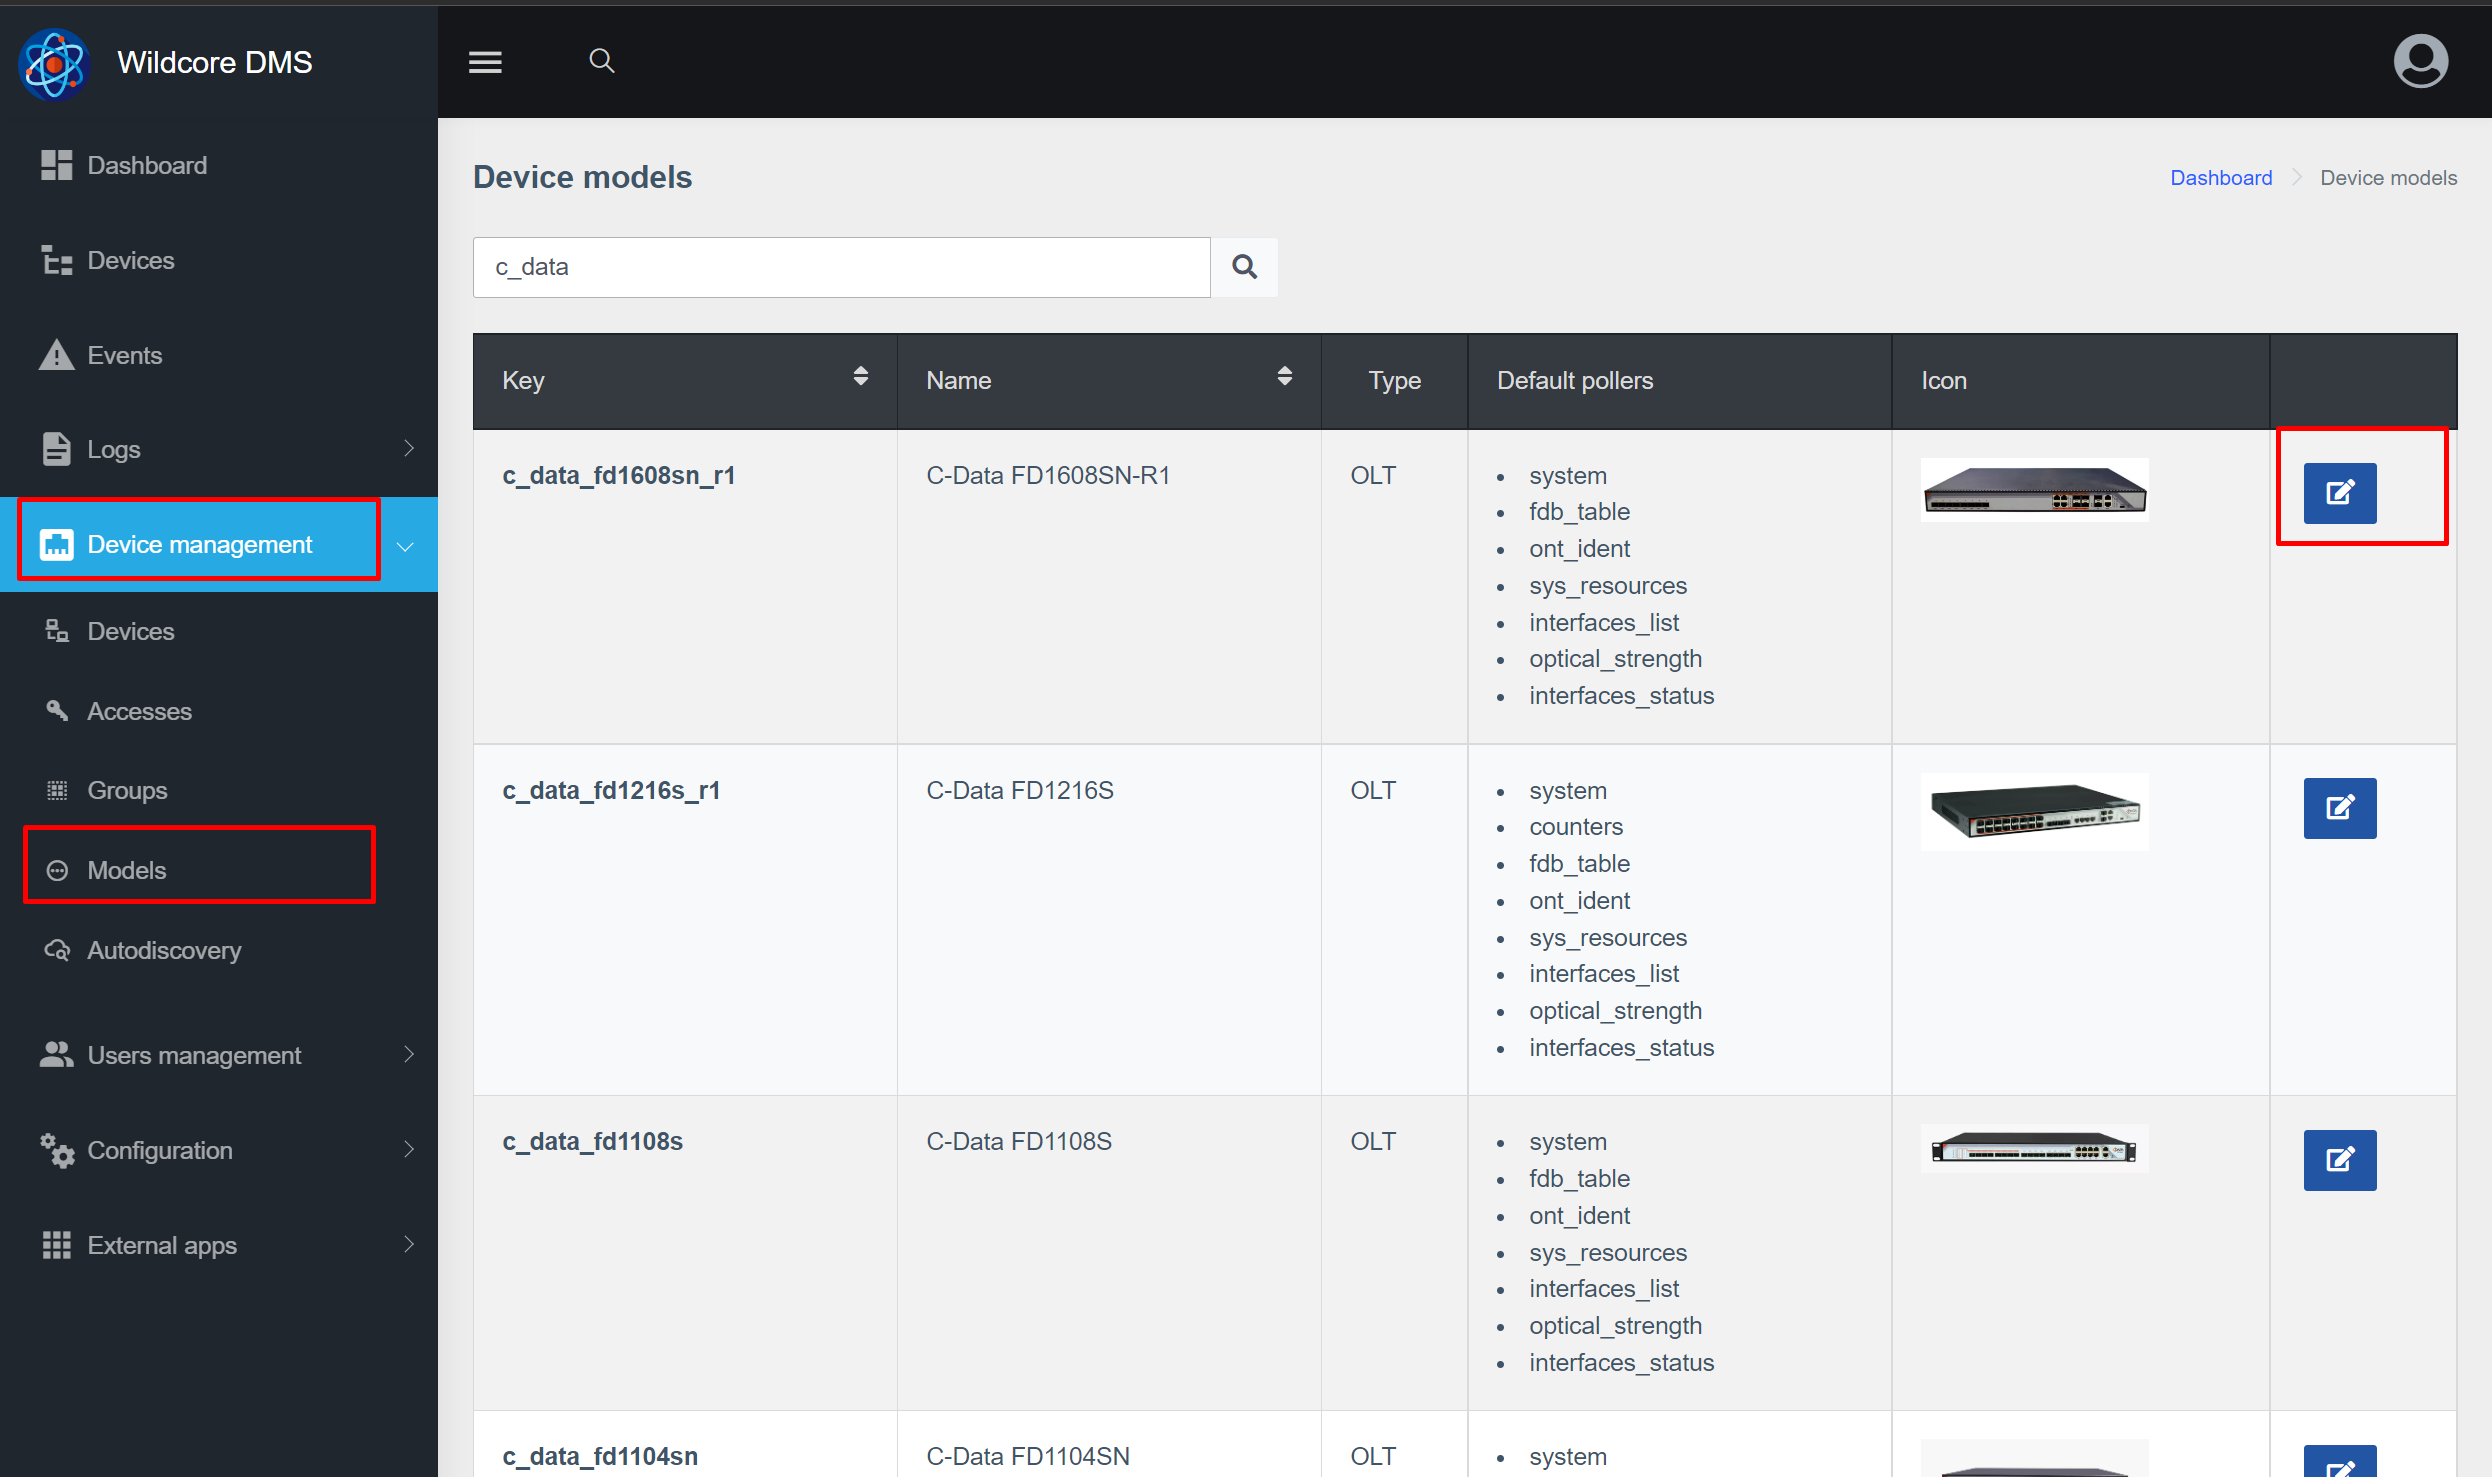 Wildcore DMS
Dashboard
Devices
Events
Logs
Device management
Devices
Accesses
Groups
Models
Autodiscovery
Users management
Configuration
External apps
Device models
Dashboard
Device models
c_data
Key Name Type Default pollers Icon
c_data_fd1608sn_r1 C-Data FD1608SN-R1 OLT
system
fdb_table
ont_ident
sys_resources
interfaces_list
optical_strength
interfaces_status
c_data_fd1216s_r1 C-Data FD1216S OLT
system
counters
fdb_table
ont_ident
sys_resources
interfaces_list
optical_strength
interfaces_status
c_data_fd1108s C-Data FD1108S OLT
system
fdb_table
ont_ident
sys_resources
interfaces_list
optical_strength
interfaces_status
c_data_fd1104sn C-Data FD1104SN OLT
system